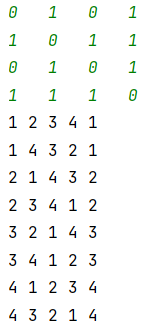 0 1 0 1
1 0 1 1
0 1 0 1
1 1 1 0
1 2 3 4 1
1 4 3 2 1
2 1 4 3 2
2 3 4 1 2
3 2 1 4 3
3 4 1 2 3
4 1 2 3 4
4 3 2 1 4